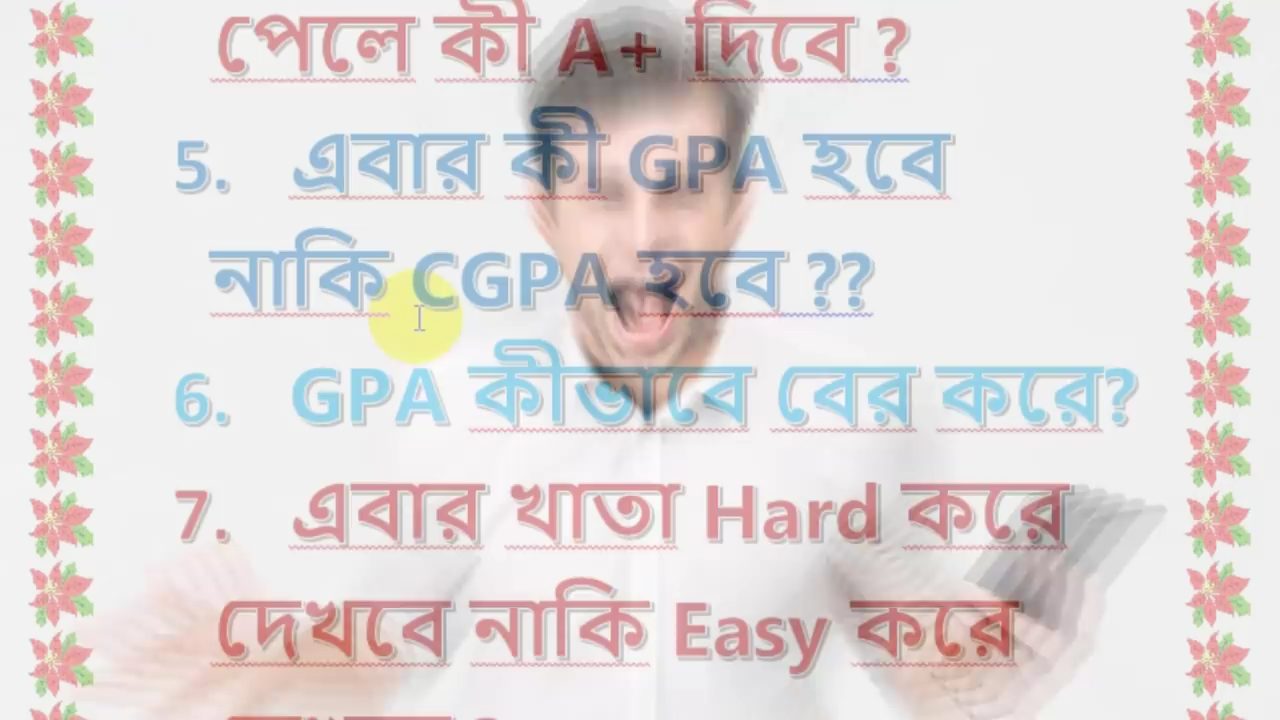 পেলে কী A+ দিবে ?
5. এবার কী GPA হবে
নাকি CGPA হবে ??
6. GPA কীভাবে বের করে?
7. এবার খাতা Hard করে
দেখবে নাকি Easy করে